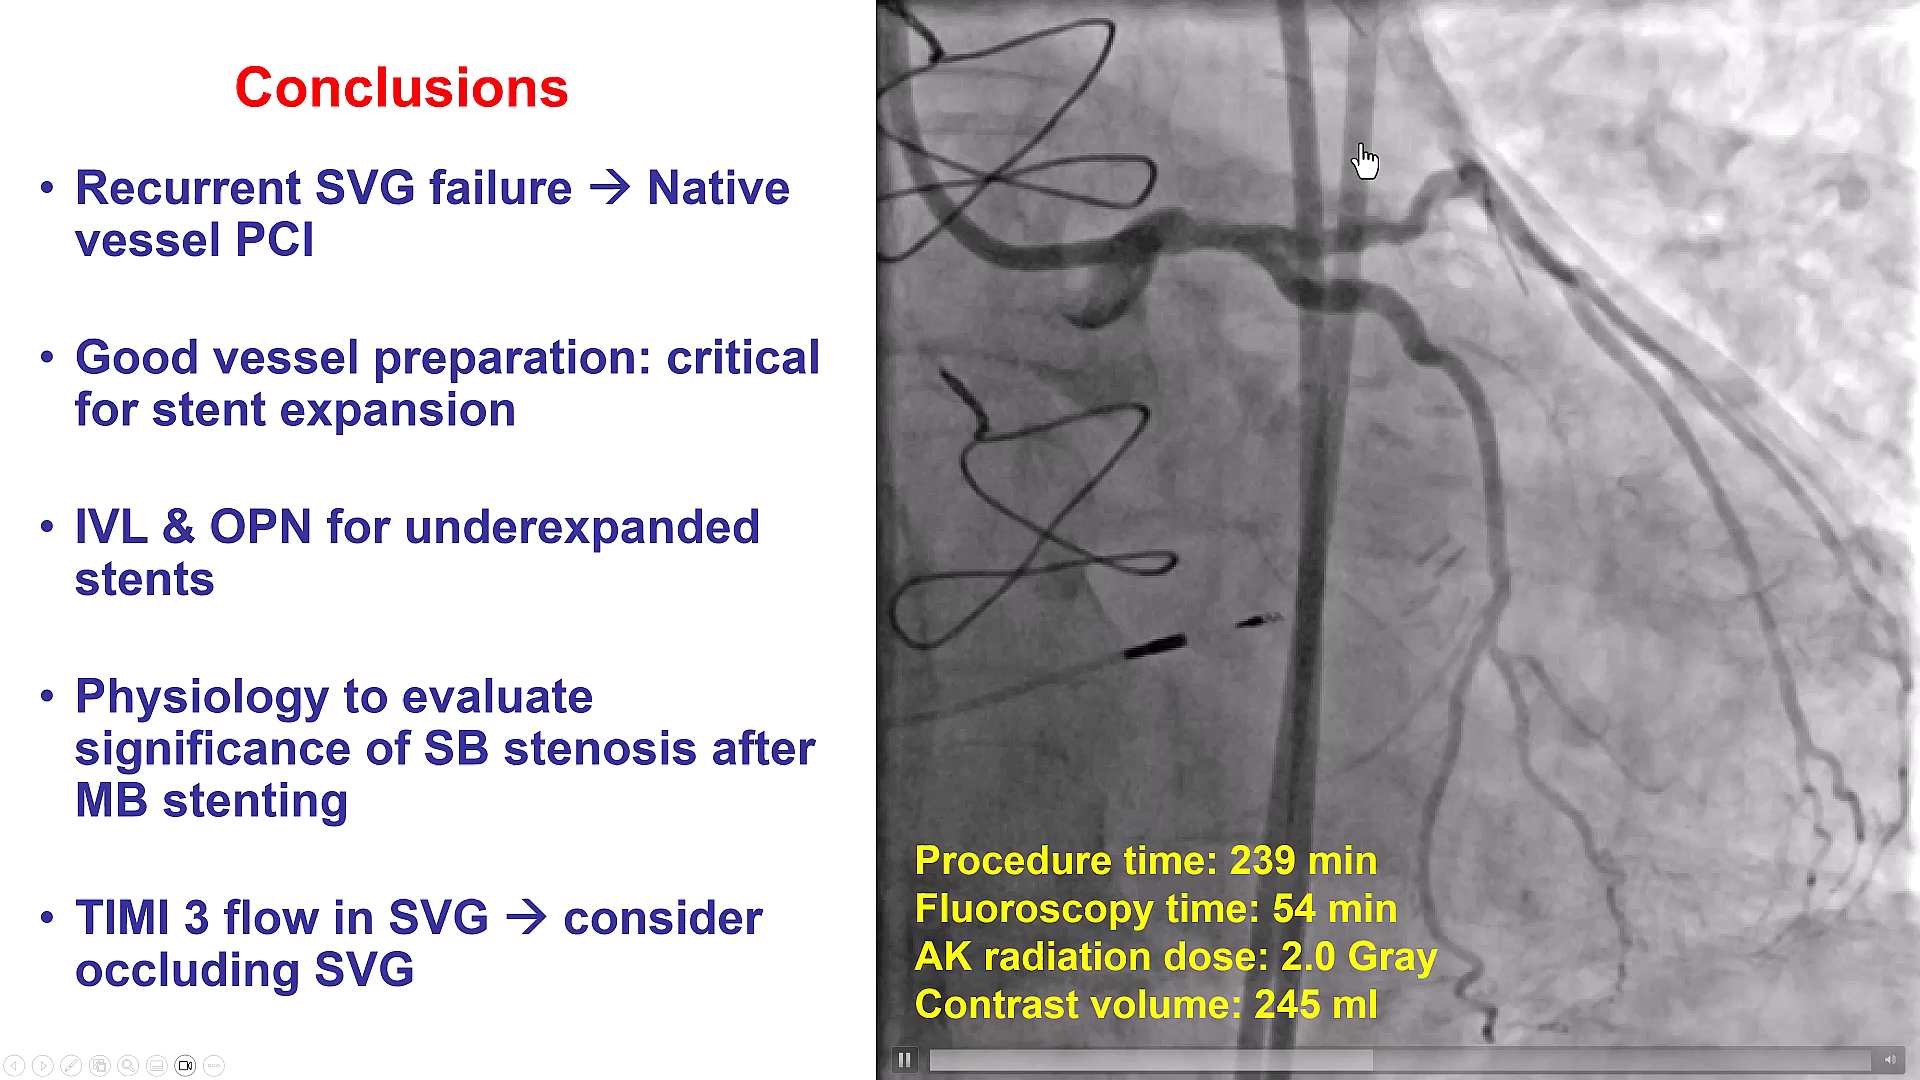 Conclusions
• Recurrent SVG failure → Native
vessel PCI
• Good vessel preparation: critical
for stent expansion
• IVL & OPN for underexpanded
stents
• Physiology to evaluate
significance of SB stenosis after
MB stenting
• TIMI 3 flow in SVG → consider
occluding SVG
Procedure time: 239 min
Fluoroscopy time: 54 min
AK radiation dose: 2.0 Gray
Contrast volume: 245 ml